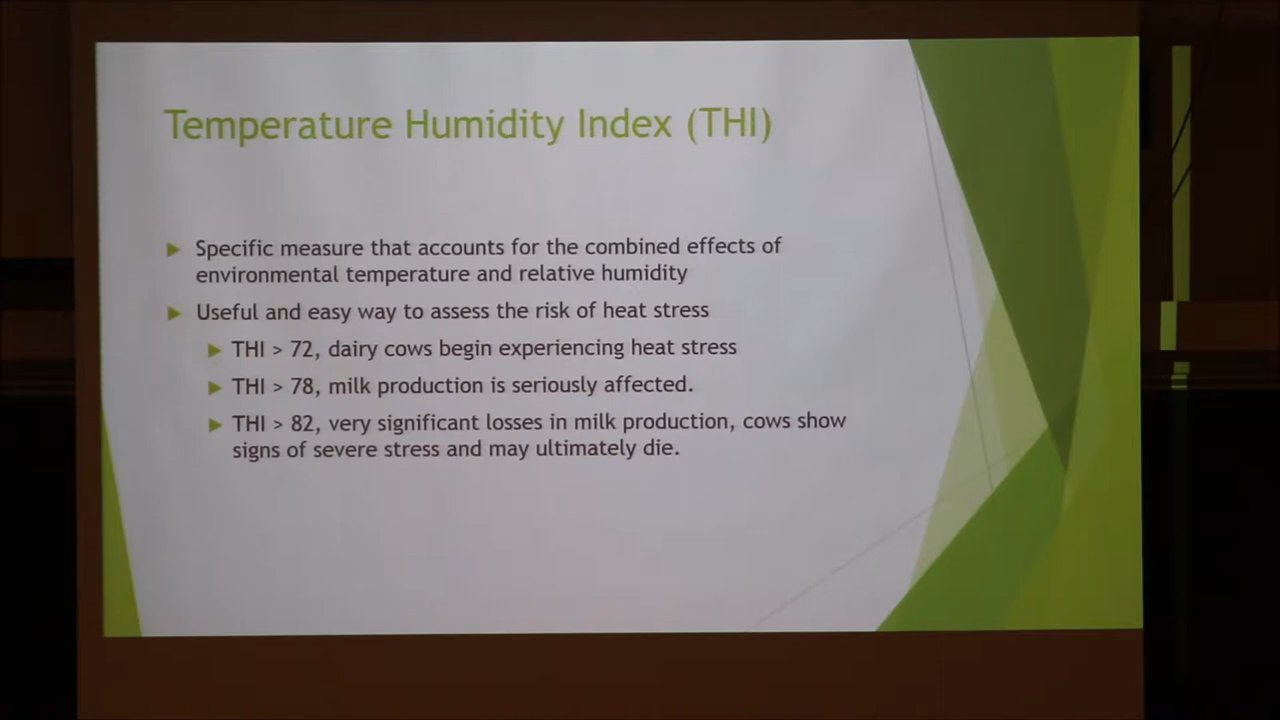 Temperature Humidity Index (THI)
Specific measure that accounts for the combined effects of
environmental temperature and relative humidity
Useful and easy way to assess the risk of heat stress
THI > 72, dairy cows begin experiencing heat stress
THI > 78, milk production is seriously affected.
THI > 82, very significant losses in milk production, cows show
signs of severe stress and may ultimately die.